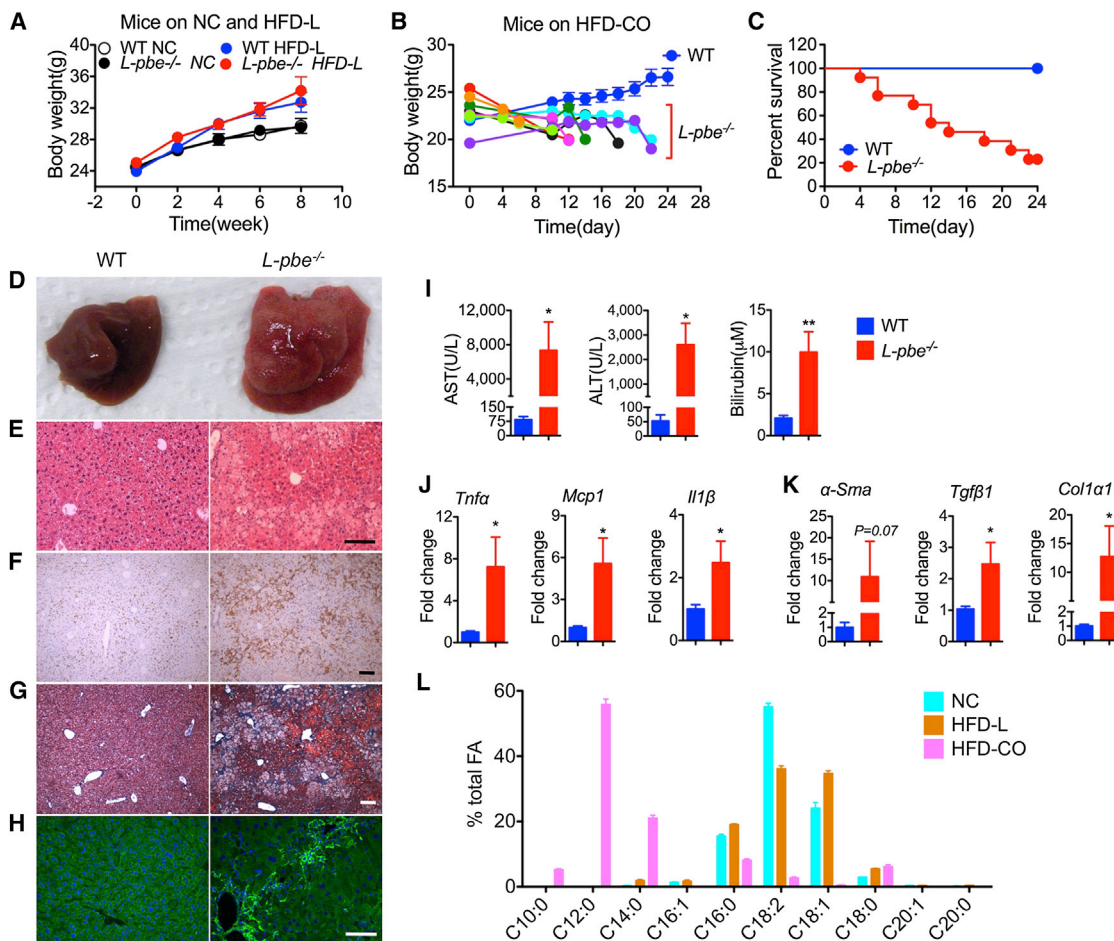 A
Mice on NC and HFD-L
WT NC
WT HFD-L
L-pbe-/- NC
L-pbe-/- HFD-L
Body weight(g)
36
32
28
24
-2 0 2 4 6 8 10
Time(week)
B
Mice on HFD-CO
WT
L-pbe-/-
Body weight(g)
30
25
20
15
0 4 8 12 16 20 24 28
Time(day)
C
Percent survival
120
100
80
60
40
20
0
WT
L-pbe-/-
0 4 8 12 16 20 24
Time(day)
WT
L-pbe-/-
D
E
F
G
H
I
AST(U/L)
12,000
8,000
4,000
150
75
0
*
ALT(U/L)
4,000
3,000
2,000
1,000
100
50
0
*
Bilirubin(µM)
15
10
5
0
**
WT
L-pbe-/-
J
Tnfα
Fold change
12
8
4
0
*
Mcp1
Fold change
9
6
3
0
*
Il1β
Fold change
4
2
0
*
K
α-Sma
Fold change
25
20
15
10
5
2
1
0
P=0.07
Tgfβ1
Fold change
4
2
1
0
*
Col1α1
Fold change
20
15
10
5
2
1
0
*
L
% total FA
60
40
20
0
NC
HFD-L
HFD-CO
C10:0
C12:0
C14:0
C16:1
C16:0
C18:2
C18:1
C18:0
C20:1
C20:0